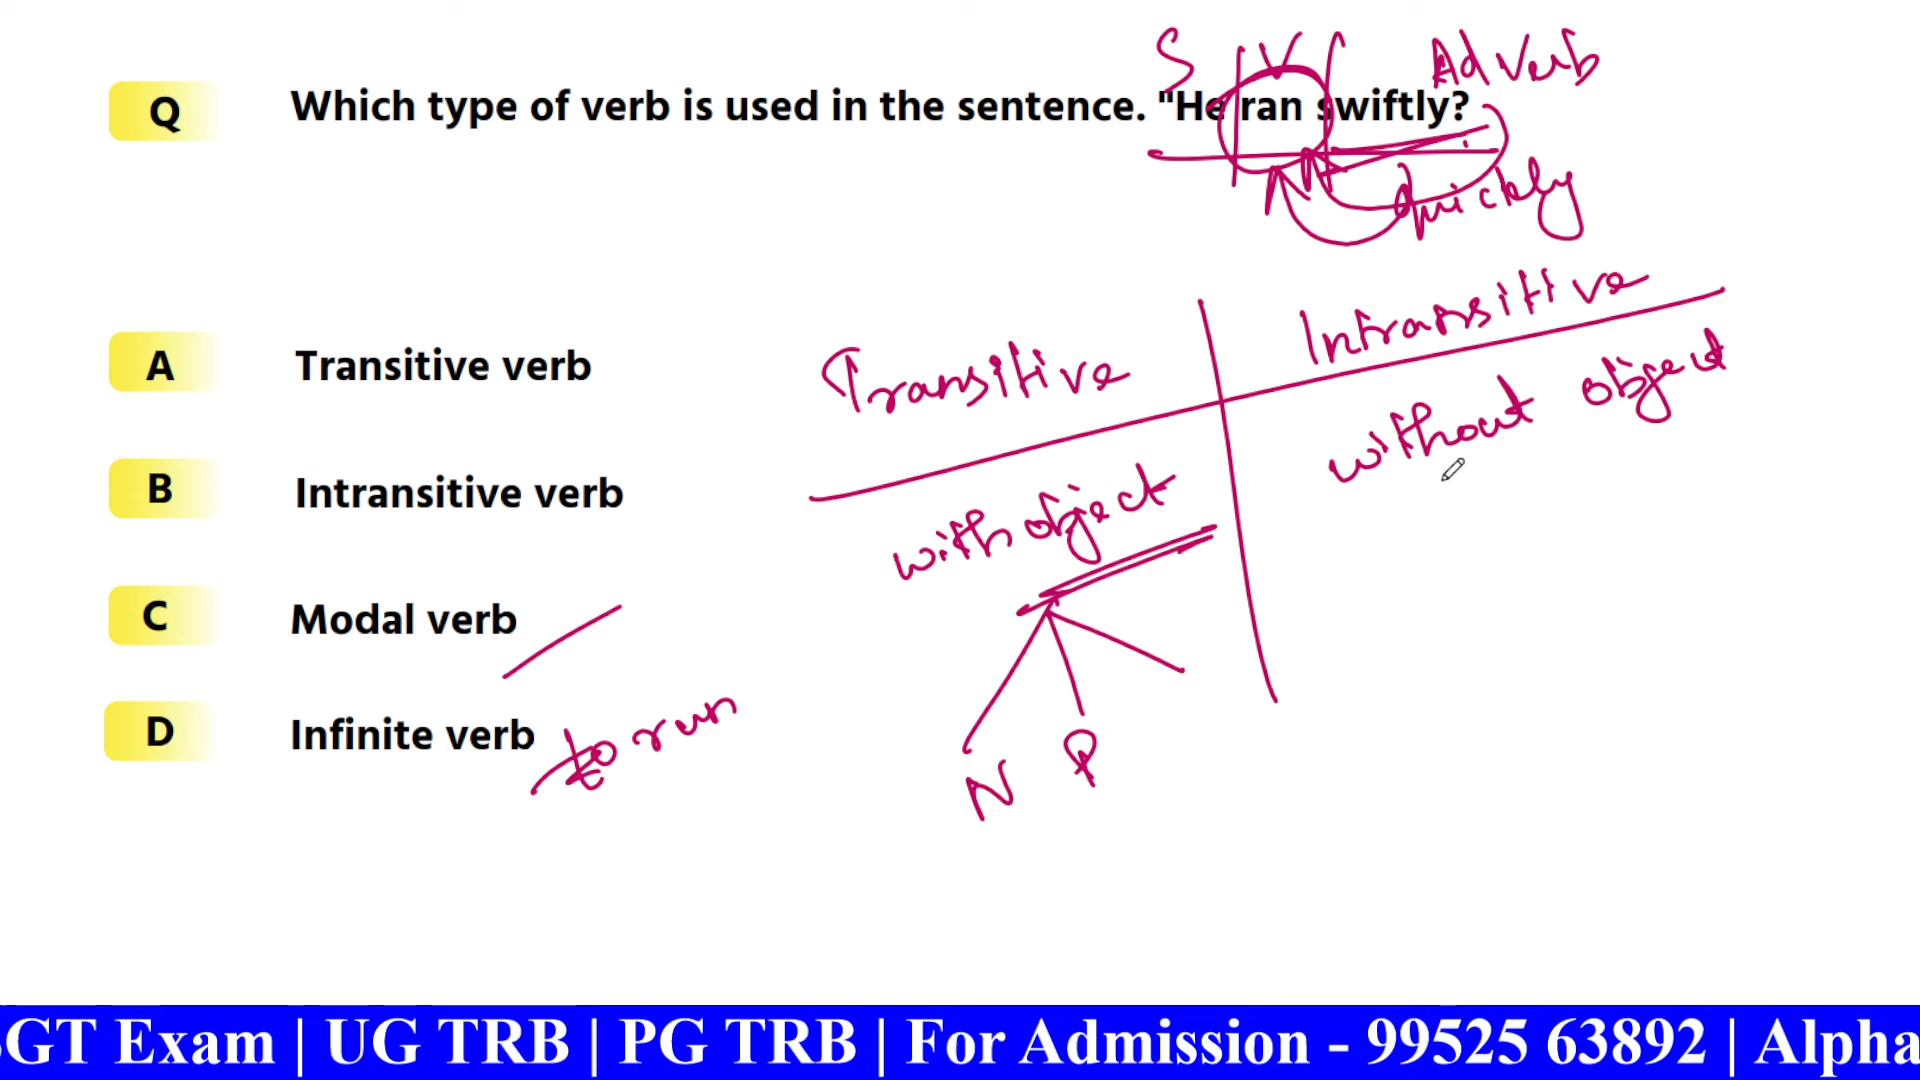 S V Adverb
Q Which type of verb is used in the sentence. "He ran swiftly?
quickly
A Transitive verb
Transitive Intransitive
B Intransitive verb
with object without object
C Modal verb
D Infinite verb to run
N P
GT Exam | UG TRB | PG TRB | For Admission - 99525 63892 | Alpha